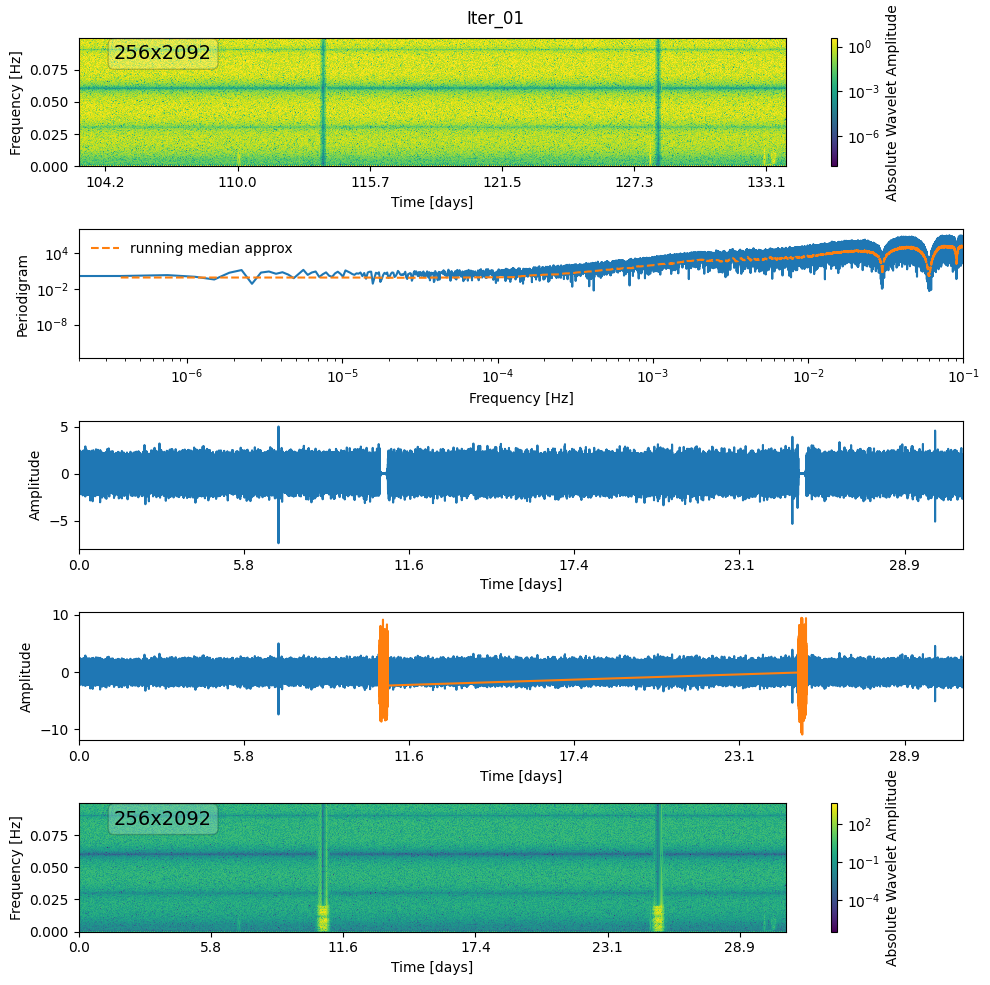 Iter_01
256x2092
Frequency [Hz]
0.075
0.050
0.025
0.000
104.2 110.0 115.7 121.5 127.3 133.1
Time [days]
10^0
10^-3
10^-6
Absolute Wavelet Amplitude
running median approx
Periodigram
10^4
10^-2
10^-8
10^-6 10^-5 10^-4 10^-3 10^-2 10^-1
Frequency [Hz]
Amplitude
5
0
−5
0.0 5.8 11.6 17.4 23.1 28.9
Time [days]
Amplitude
10
0
−10
0.0 5.8 11.6 17.4 23.1 28.9
Time [days]
256x2092
Frequency [Hz]
0.075
0.050
0.025
0.000
0.0 5.8 11.6 17.4 23.1 28.9
Time [days]
10^2
10^-1
10^-4
Absolute Wavelet Amplitude